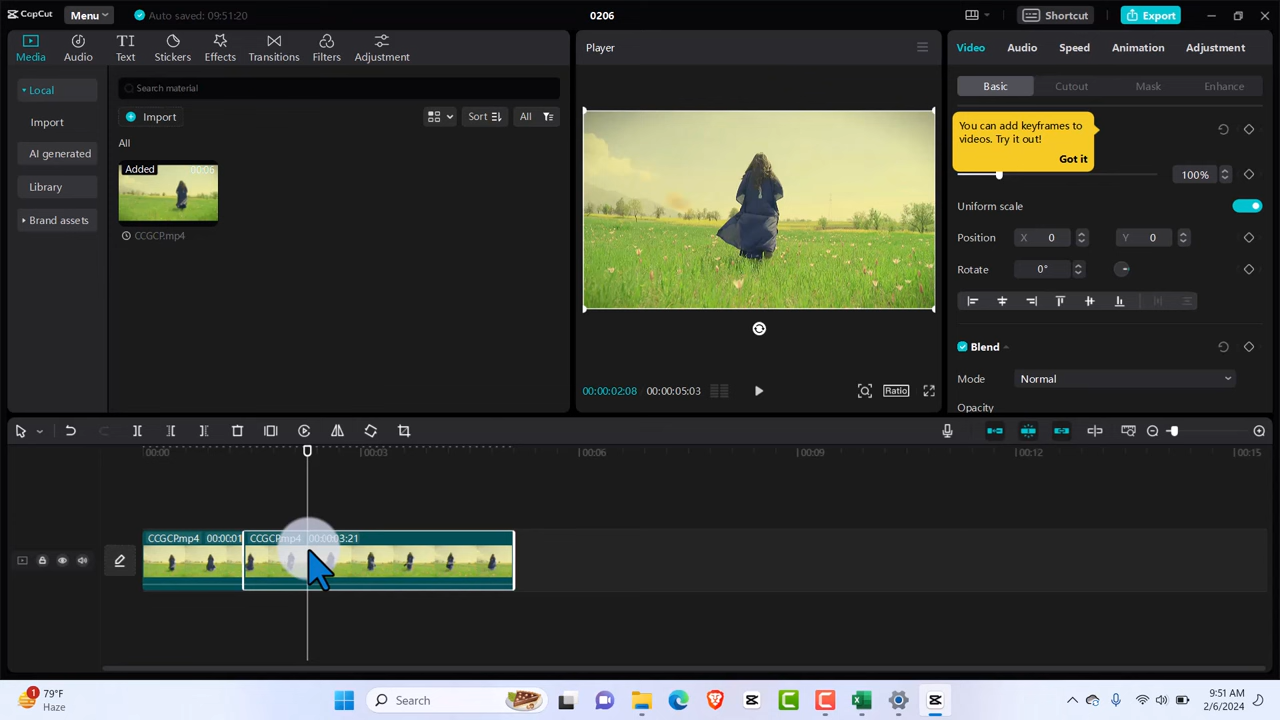 CapCut Menu Auto saved: 09:51:20 0206 Shortcut Export
Media Audio Text Stickers Effects Transitions Filters Adjustment
Local
Import
AI generated
Library
Brand assets
Search material
Import Sort All
All
Added 00:06
CCGCP.mp4
Player
00:00:02:08 00:00:05:03 Ratio
Video Audio Speed Animation Adjustment
Basic Cutout Mask Enhance
You can add keyframes to
videos. Try it out!
Got it
100%
Uniform scale
Position X 0 Y 0
Rotate 0°
Blend
Mode Normal
Opacity
00:00 00:03 00:06 00:09 00:12 00:15
CCGCP.mp4 00:00:01 CCGCP.mp4 00:00:03:21
1 79°F
Haze
Search
9:51 AM
2/6/2024